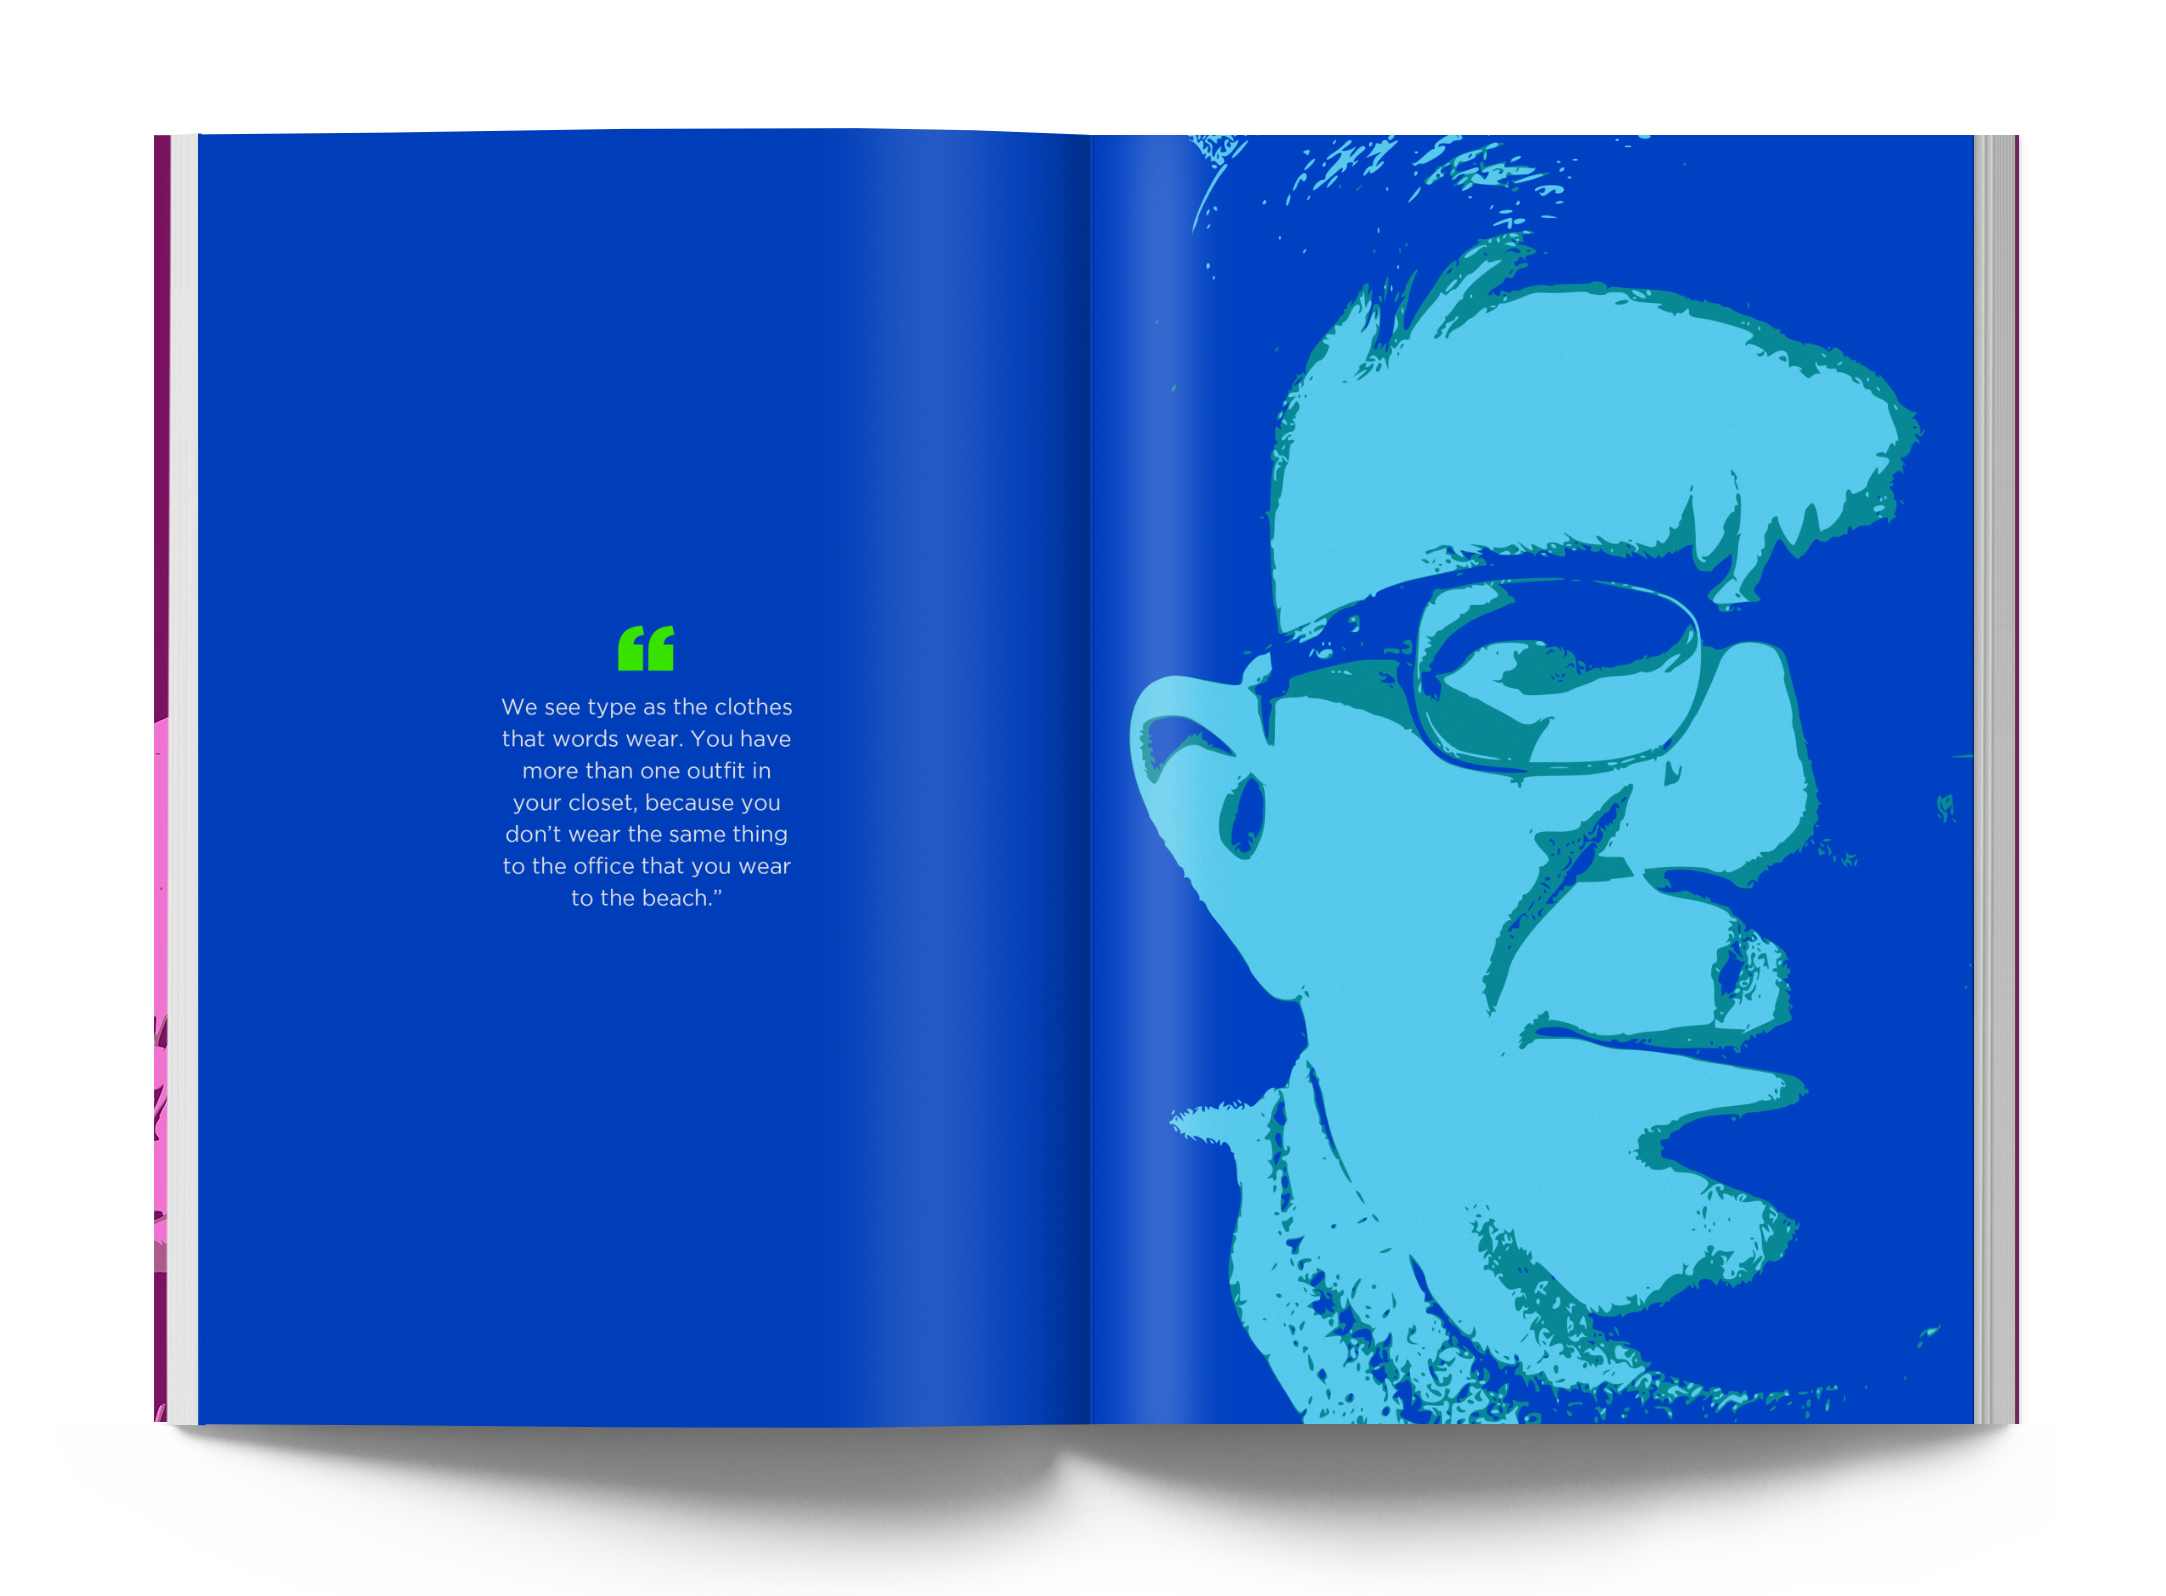 “
We see type as the clothes
that words wear. You have
more than one outfit in
your closet, because you
don’t wear the same thing
to the office that you wear
to the beach.”